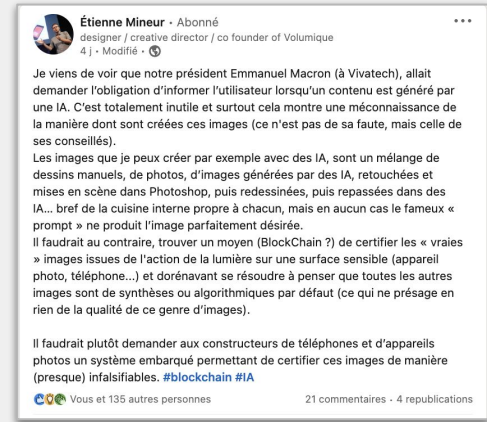 Étienne Mineur • Abonné
designer / creative director / co founder of Volumique
4 j • Modifié •
Je viens de voir que notre président Emmanuel Macron (à Vivatech), allait
demander l'obligation d'informer l'utilisateur lorsqu'un contenu est généré par
une IA. C'est totalement inutile et surtout cela montre une méconnaissance de
la manière dont sont créées ces images (ce n'est pas de sa faute, mais celle de
ses conseillés).
Les images que je peux créer par exemple avec des IA, sont un mélange de
dessins manuels, de photos, d'images générées par des IA, retouchées et
mises en scène dans Photoshop, puis redessinées, puis repassées dans des
IA... bref de la cuisine interne propre à chacun, mais en aucun cas le fameux «
prompt » ne produit l'image parfaitement désirée.
Il faudrait au contraire, trouver un moyen (BlockChain ?) de certifier les « vraies
» images issues de l'action de la lumière sur une surface sensible (appareil
photo, téléphone...) et dorénavant se résoudre à penser que toutes les autres
images sont de synthèses ou algorithmiques par défaut (ce qui ne présage en
rien de la qualité de ce genre d'images).
Il faudrait plutôt demander aux constructeurs de téléphones et d'appareils
photos un système embarqué permettant de certifier ces images de manière
(presque) infalsifiables. #blockchain #IA
Vous et 135 autres personnes
21 commentaires • 4 republications